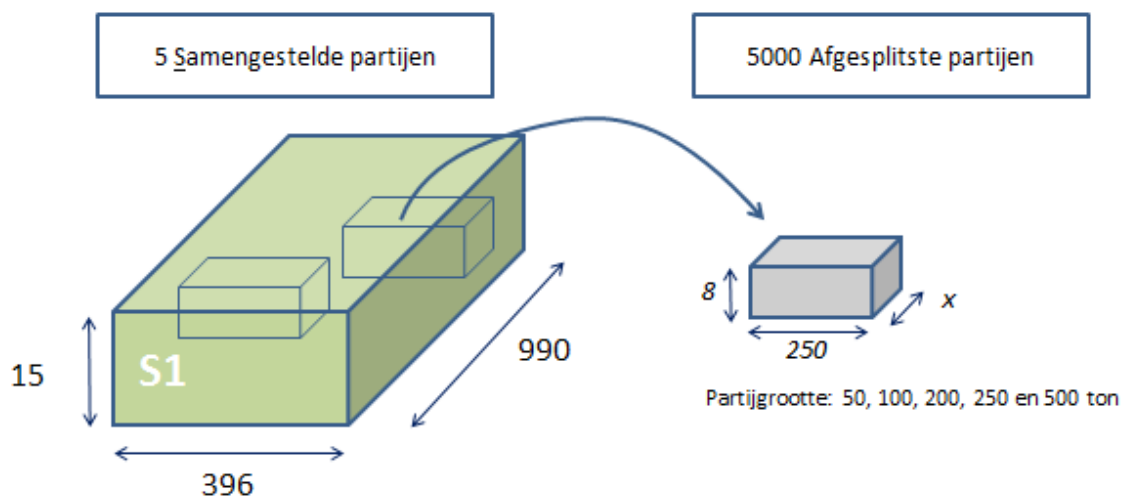 5 Samengestelde partijen
5000 Afgesplitste partijen
S1
15
396
990
8
250
x
Partijgrootte: 50, 100, 200, 250 en 500 ton